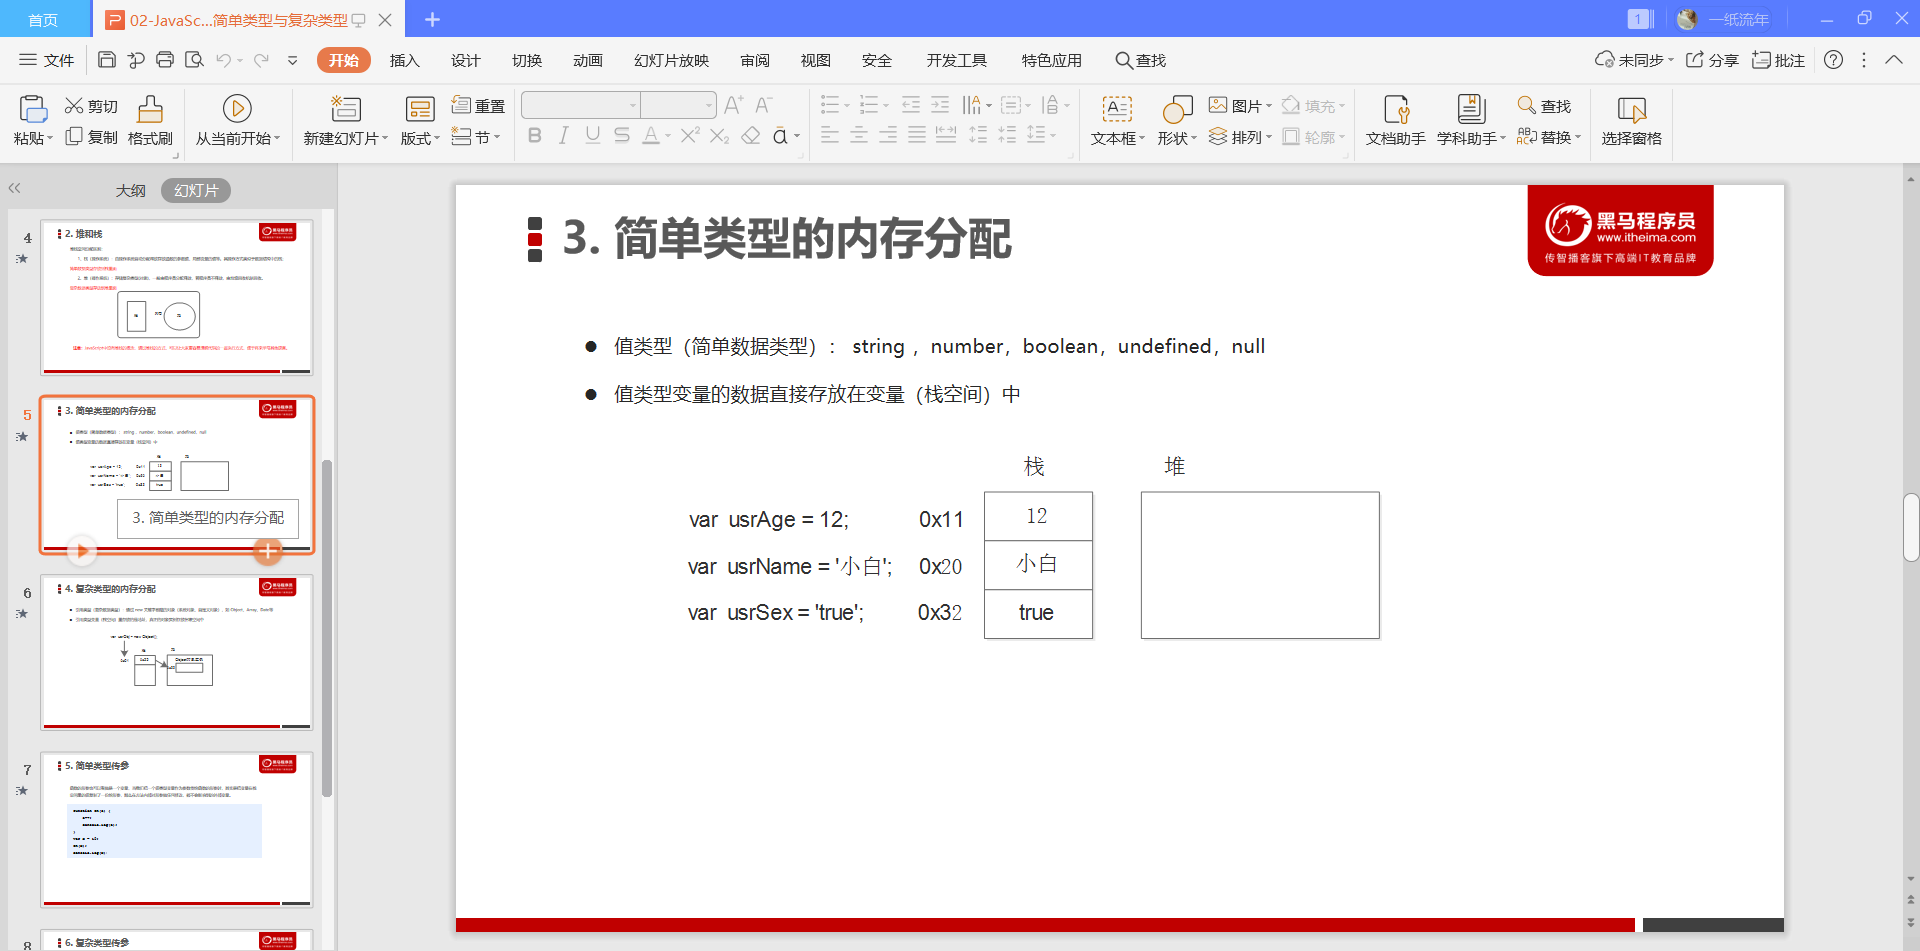 首页
02-JavaSc...简单类型与复杂类型
1
一纸流年
文件
开始
插入
设计
切换
动画
幻灯片放映
审阅
视图
安全
开发工具
特色应用
查找
未同步
分享
批注
粘贴
剪切
复制
格式刷
从当前开始
新建幻灯片
版式
重置
节
文本框
形状
图片
排列
填充
轮廓
文档助手
学科助手
查找
替换
选择窗格
大纲
幻灯片
4
2. 堆和栈
5
3. 简单类型的内存分配
3. 简单类型的内存分配
6
4. 复杂类型的内存分配
7
5. 简单类型传参
8
6. 复杂类型传参
3. 简单类型的内存分配
黑马程序员
www.itheima.com
传智播客旗下高端IT教育品牌
值类型（简单数据类型）： string ，number，boolean，undefined，null
值类型变量的数据直接存放在变量（栈空间）中
栈 堆
var usrAge = 12; 0x11 12
var usrName = '小白'; 0x20 小白
var usrSex = 'true'; 0x32 true